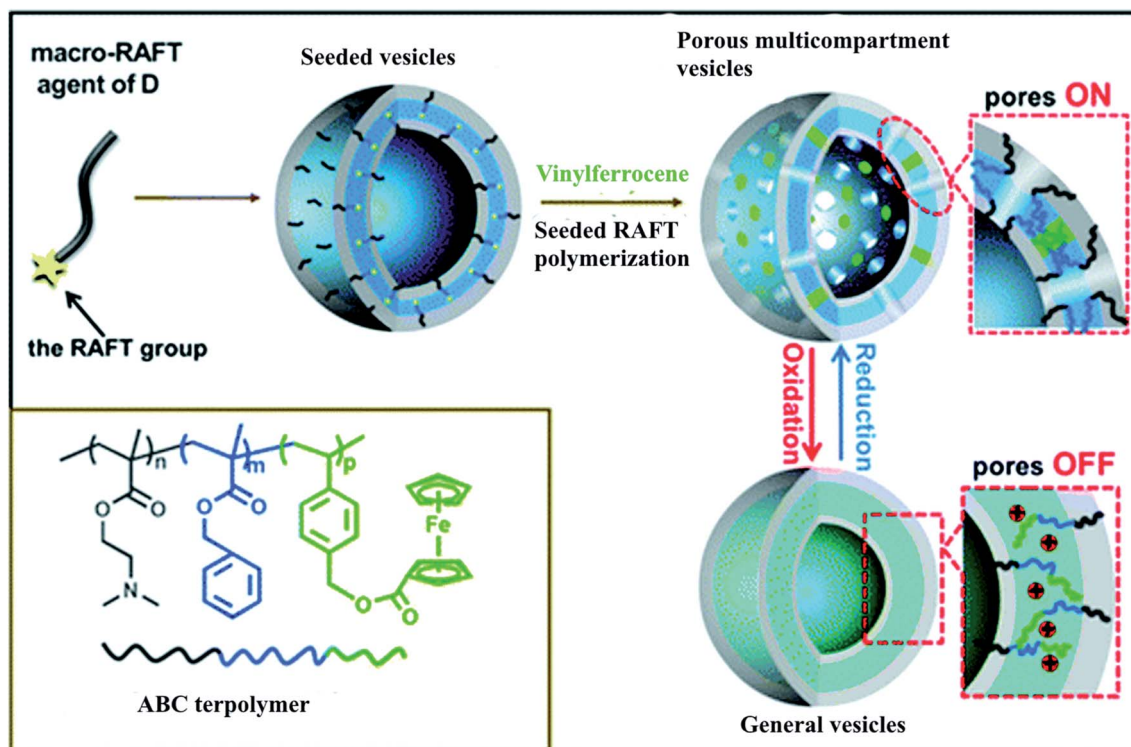 macro-RAFT
agent of D
the RAFT group
Seeded vesicles
Vinylferrocene
Seeded RAFT
polymerization
Porous multicompartment
vesicles
pores ON
Oxidation
Reduction
pores OFF
General vesicles
n
m
p
O
O
N
O
O
O
O
Fe
ABC terpolymer